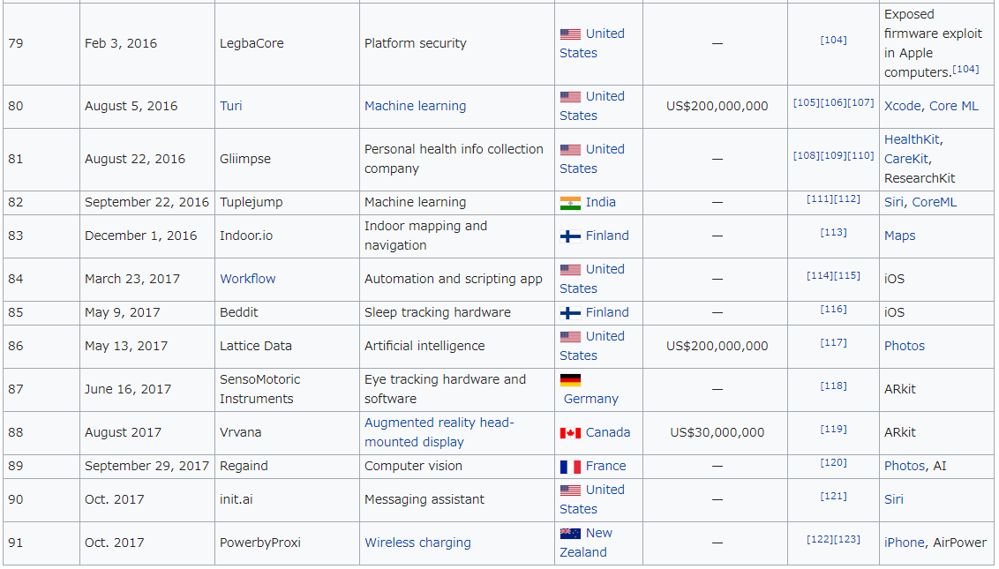 79 Feb 3, 2016 LegbaCore Platform security United States — [104] Exposed firmware exploit in Apple computers.[104]
80 August 5, 2016 Turi Machine learning United States US$200,000,000 [105][106][107] Xcode, Core ML
81 August 22, 2016 Gliimpse Personal health info collection company United States — [108][109][110] HealthKit, CareKit, ResearchKit
82 September 22, 2016 Tuplejump Machine learning India — [111][112] Siri, CoreML
83 December 1, 2016 Indoor.io Indoor mapping and navigation Finland — [113] Maps
84 March 23, 2017 Workflow Automation and scripting app United States — [114][115] iOS
85 May 9, 2017 Beddit Sleep tracking hardware Finland — [116] iOS
86 May 13, 2017 Lattice Data Artificial intelligence United States US$200,000,000 [117] Photos
87 June 16, 2017 SensoMotoric Instruments Eye tracking hardware and software Germany — [118] ARkit
88 August 2017 Vrvana Augmented reality head-mounted display Canada US$30,000,000 [119] ARkit
89 September 29, 2017 Regaind Computer vision France — [120] Photos, AI
90 Oct. 2017 init.ai Messaging assistant United States — [121] Siri
91 Oct. 2017 PowerbyProxi Wireless charging New Zealand — [122][123] iPhone, AirPower